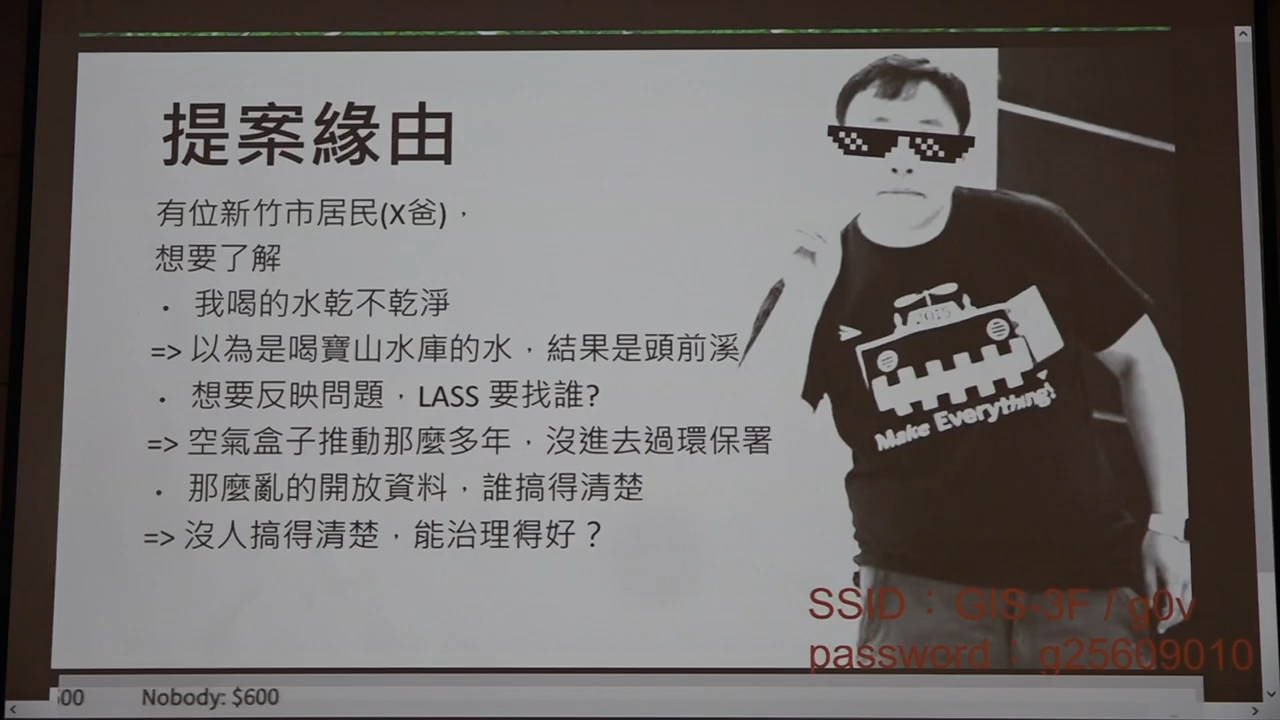 提案緣由
有位新竹市居民(X爸)，
想要了解
• 我喝的水乾不乾淨
=> 以為是喝寶山水庫的水，結果是頭前溪
• 想要反映問題，LASS 要找誰?
=> 空氣盒子推動那麼多年，沒進去過環保署
• 那麼亂的開放資料，誰搞得清楚
=> 沒人搞得清楚，能治理得好？
2015
Make Everything!
SSID：GIS-3F / g0v
password：g25609010
00 Nobody: $600